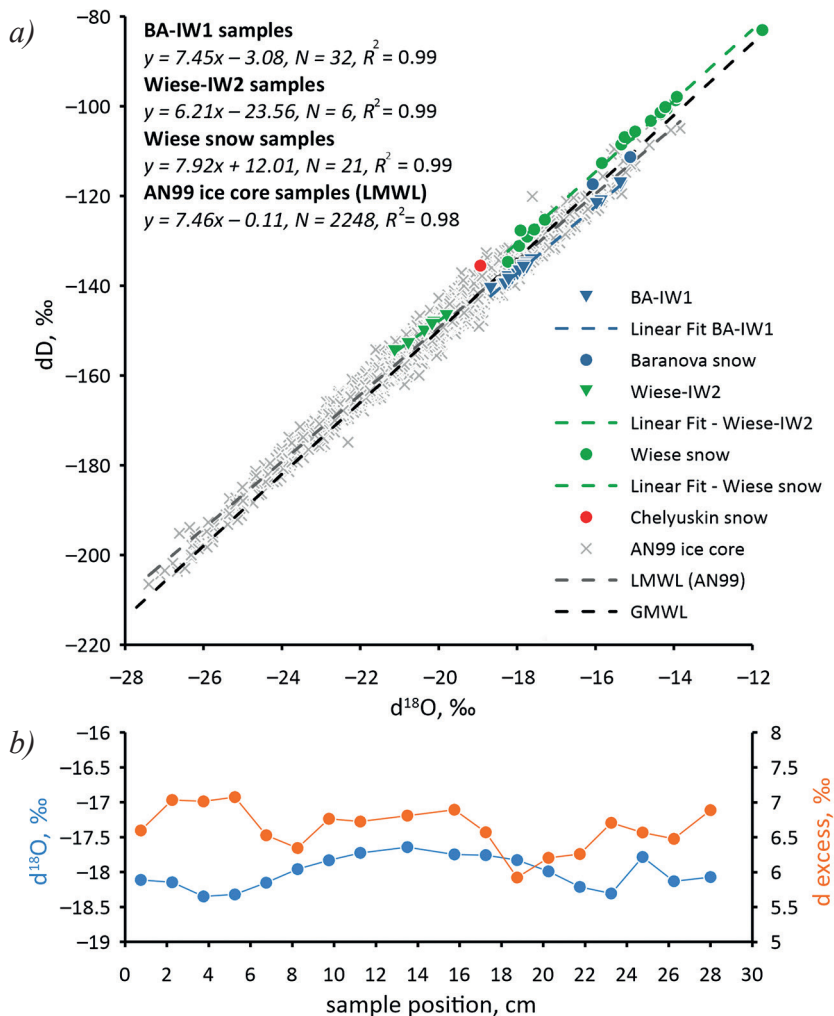 a)
BA-IW1 samples
y = 7.45x – 3.08, N = 32, R² = 0.99
Wiese-IW2 samples
y = 6.21x – 23.56, N = 6, R² = 0.99
Wiese snow samples
y = 7.92x + 12.01, N = 21, R² = 0.99
AN99 ice core samples (LMWL)
y = 7.46x – 0.11, N = 2248, R² = 0.98
–80
–100
–120
–140
–160
–180
–200
–220
dD, ‰
BA-IW1
Linear Fit BA-IW1
Baranova snow
Wiese-IW2
Linear Fit - Wiese-IW2
Wiese snow
Linear Fit - Wiese snow
Chelyuskin snow
AN99 ice core
LMWL (AN99)
GMWL
–28 –26 –24 –22 –20 –18 –16 –14 –12
d¹⁸O, ‰
b)
–16
–16.5
–17
–17.5
–18
–18.5
–19
d¹⁸O, ‰
8
7.5
7
6.5
6
5.5
5
d excess, ‰
0 2 4 6 8 10 12 14 16 18 20 22 24 26 28 30
sample position, cm